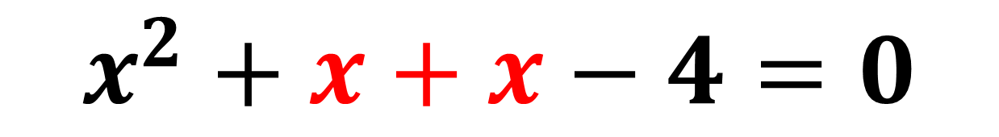 x² + x + x − 4 = 0